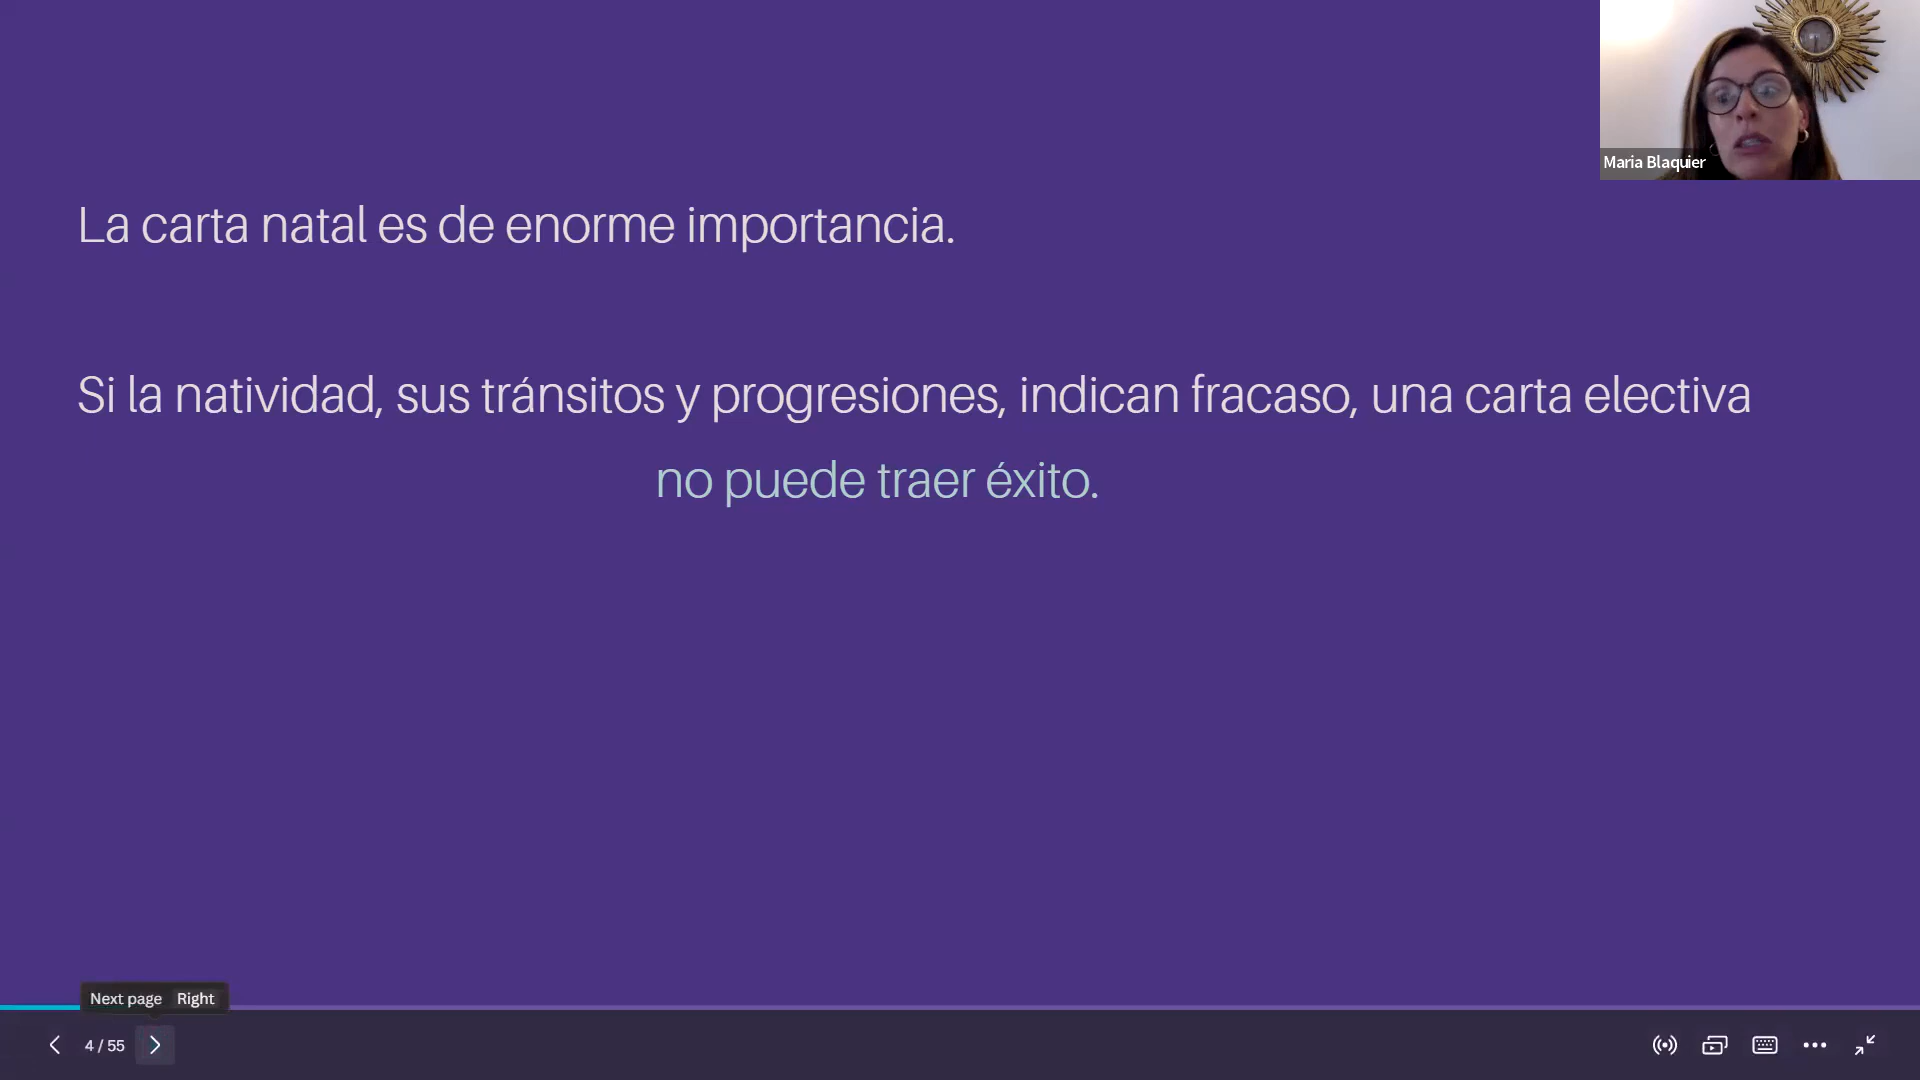 Maria Blaquier
La carta natal es de enorme importancia.
Si la natividad, sus tránsitos y progresiones, indican fracaso, una carta electiva
no puede traer éxito.
Next page Right
4 / 55